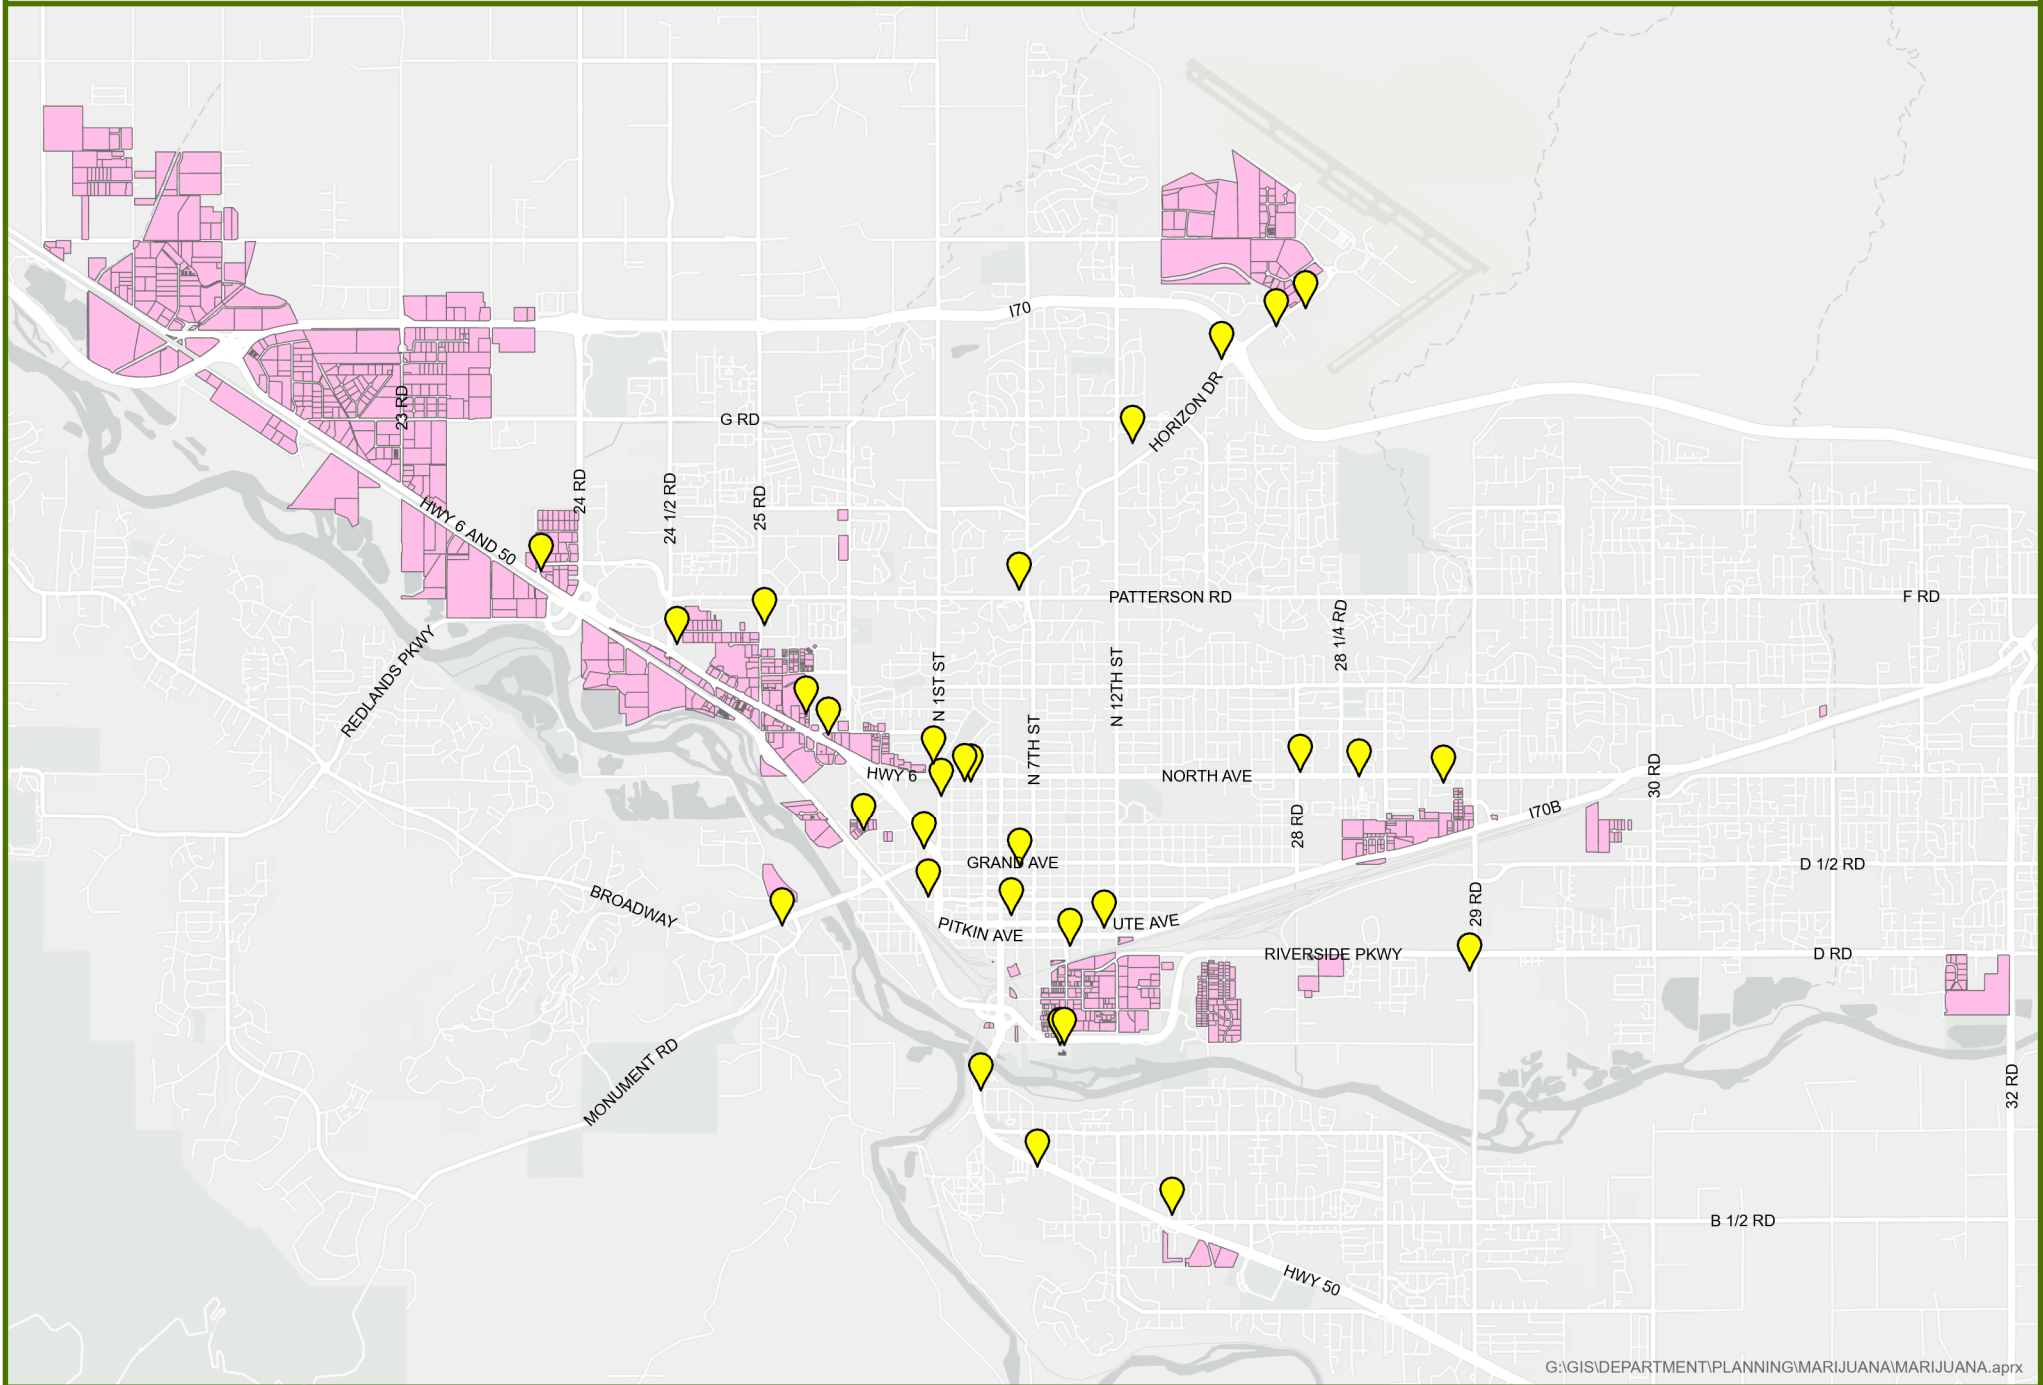 I70
HORIZON DR
G RD
23 RD
24 RD
24 1/2 RD
25 RD
HWY 6 AND 50
PATTERSON RD
F RD
28 1/4 RD
REDLANDS PKWY
N 1ST ST
N 12TH ST
N 7TH ST
HWY 6
NORTH AVE
30 RD
I70B
28 RD
GRAND AVE
D 1/2 RD
BROADWAY
29 RD
PITKIN AVE
UTE AVE
RIVERSIDE PKWY
D RD
MONUMENT RD
32 RD
B 1/2 RD
HWY 50
G:\GIS\DEPARTMENT\PLANNING\MARIJUANA\MARIJUANA.aprx